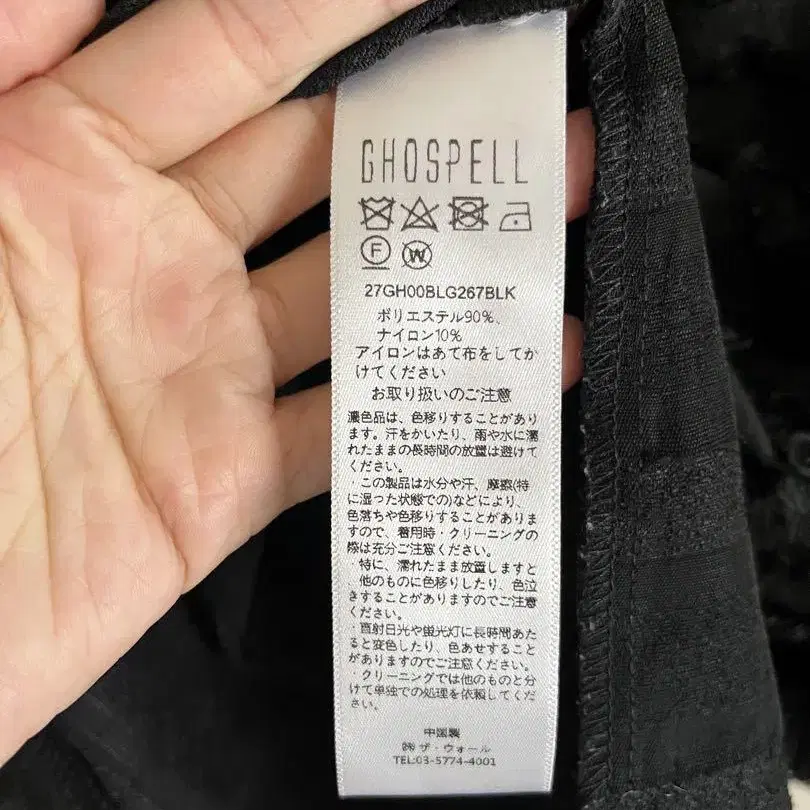 GHOSPELL
F W
27GH00BLG267BLK
ポリエステル90%、
ナイロン10%
アイロンはあて布をしてか
けてください
お取り扱いのご注意
濃色品は、色移りすることがあり
ます。汗をかいたり、雨や水に濡
れたままの長時間の放置は避けて
ください。
・この製品は水分や汗、摩擦(特
に湿った状態での)などにより、
色落ちや色移りすることがありま
すので、着用時・クリーニングの
際は充分ご注意ください。
・特に、濡れたまま放置しますと
他のものに色移りしたり、色泣
きすることがありますのでご注意
ください。
・直射日光や蛍光灯に長時間あた
ると変色したり、色あせすること
がありますのでご注意ください。
・クリーニングでは他のものと分
けて単独での処理を依頼してくだ
さい。
中国製
㈱ザ・ウォール
TEL:03-5774-4001